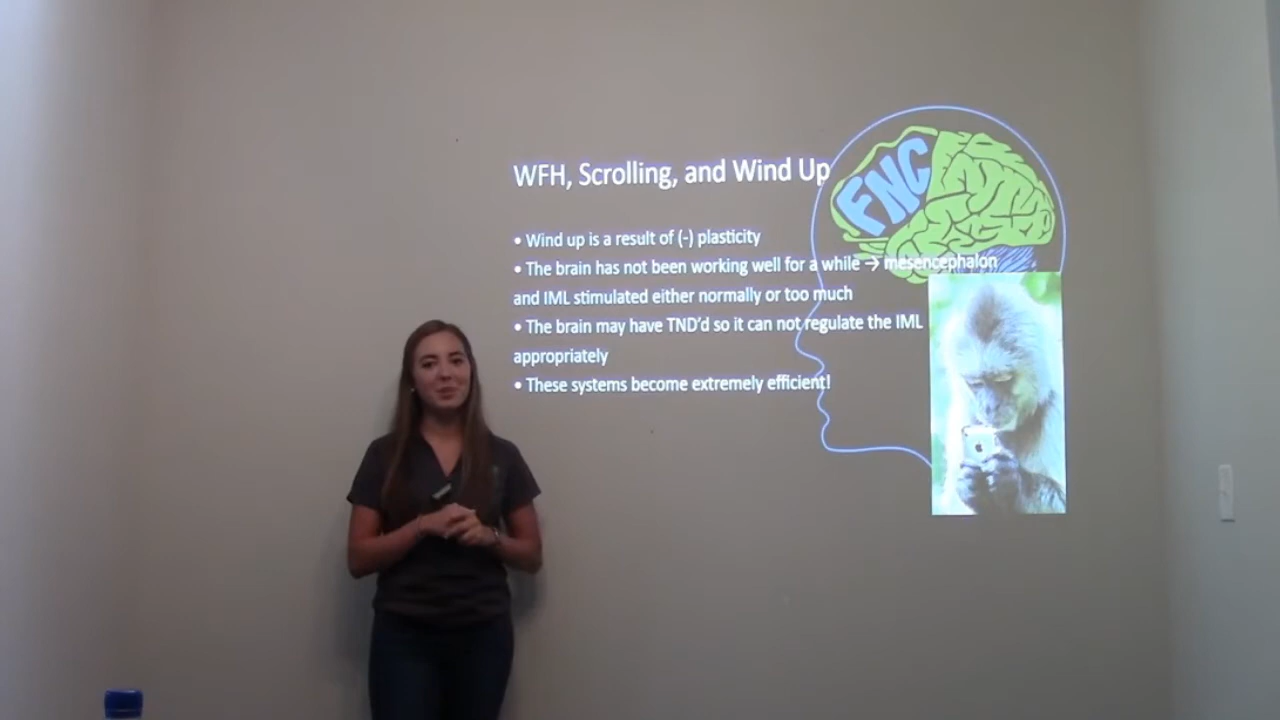 WFH, Scrolling, and Wind Up
FNC
• Wind up is a result of (-) plasticity
• The brain has not been working well for a while → mesencephalon
and IML stimulated either normally or too much
• The brain may have TND'd so it can not regulate the IML
appropriately
• These systems become extremely efficient!